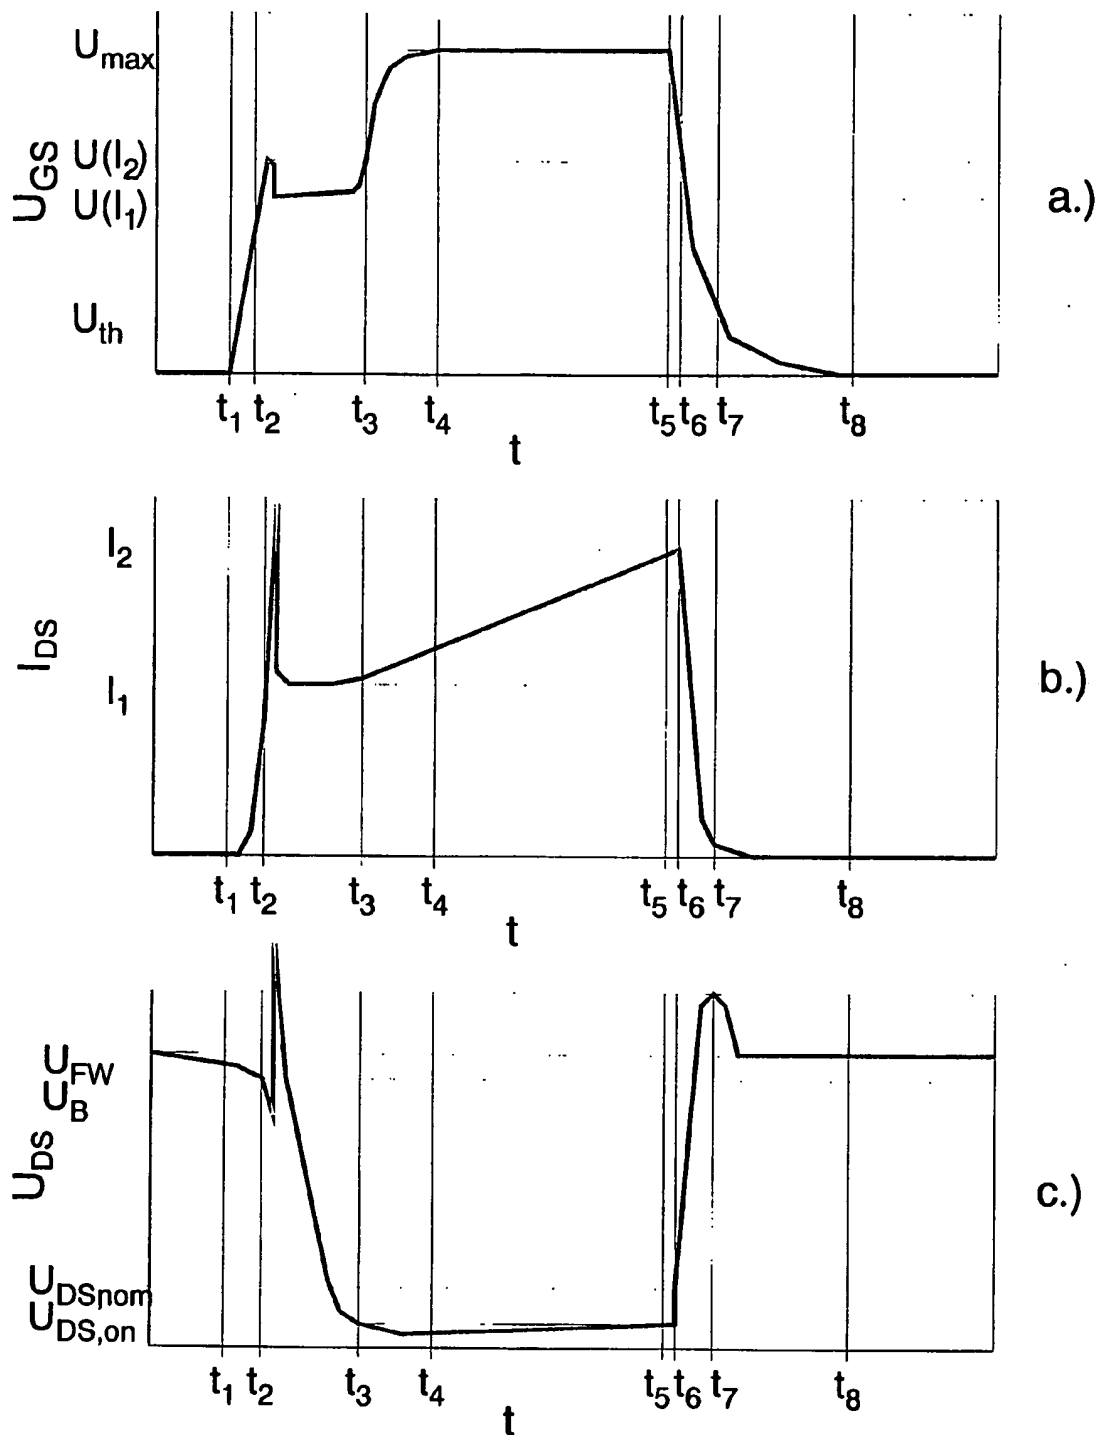 U_max
U(I_2)
U(I_1)
U_th
U_GS
a.)
t_1 t_2 t_3 t_4 t_5 t_6 t_7 t_8
t
I_2
I_1
I_DS
b.)
t_1 t_2 t_3 t_4 t_5 t_6 t_7 t_8
t
U_FW
U_B
U_DS
U_DSnom
U_DS,on
c.)
t_1 t_2 t_3 t_4 t_5 t_6 t_7 t_8
t